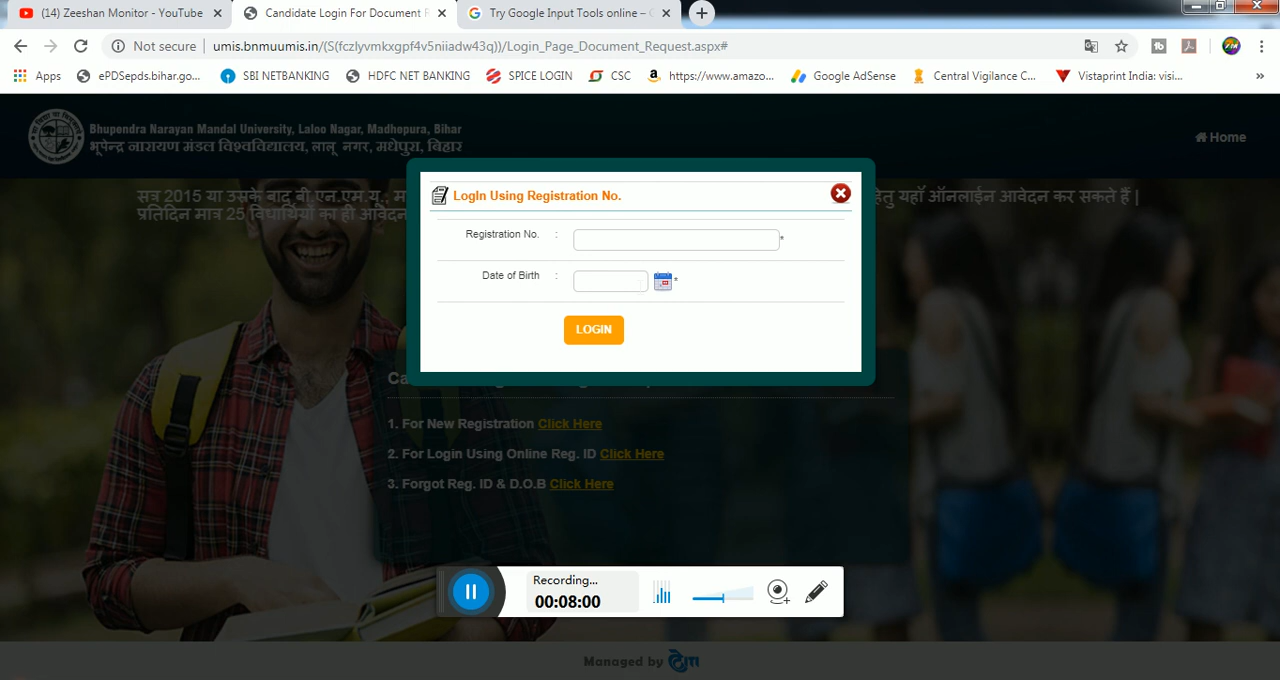 (14) Zeeshan Monitor - YouTube
Candidate Login For Document R
Try Google Input Tools online –
Not secure
umis.bnmuumis.in/(S(fczlyvmkxgpf4v5niiadw43q))/Login_Page_Document_Request.aspx#
Apps
ePDSepds.bihar.go...
SBI NETBANKING
HDFC NET BANKING
SPICE LOGIN
CSC
https://www.amazo...
Google AdSense
Central Vigilance C...
Vistaprint India: visi...
»
Bhupendra Narayan Mandal University, Laloo Nagar, Madhepura, Bihar
भूपेन्द्र नारायण मंडल विश्वविद्यालय, लालू नगर, मधेपुरा, बिहार
Home
सत्र 2015 या उसके बाद बी.एन.एम.यू., म
हेतु यहाँ ऑनलाईन आवेदन कर सकते हैं |
प्रतिदिन मात्र 25 विधार्थियों का ही आवेदन
LogIn Using Registration No.
Registration No. :
*
Date of Birth :
*
LOGIN
1. For New Registration Click Here
2. For Login Using Online Reg. ID Click Here
3. Forgot Reg. ID & D.O.B Click Here
Recording...
00:08:00
Managed by